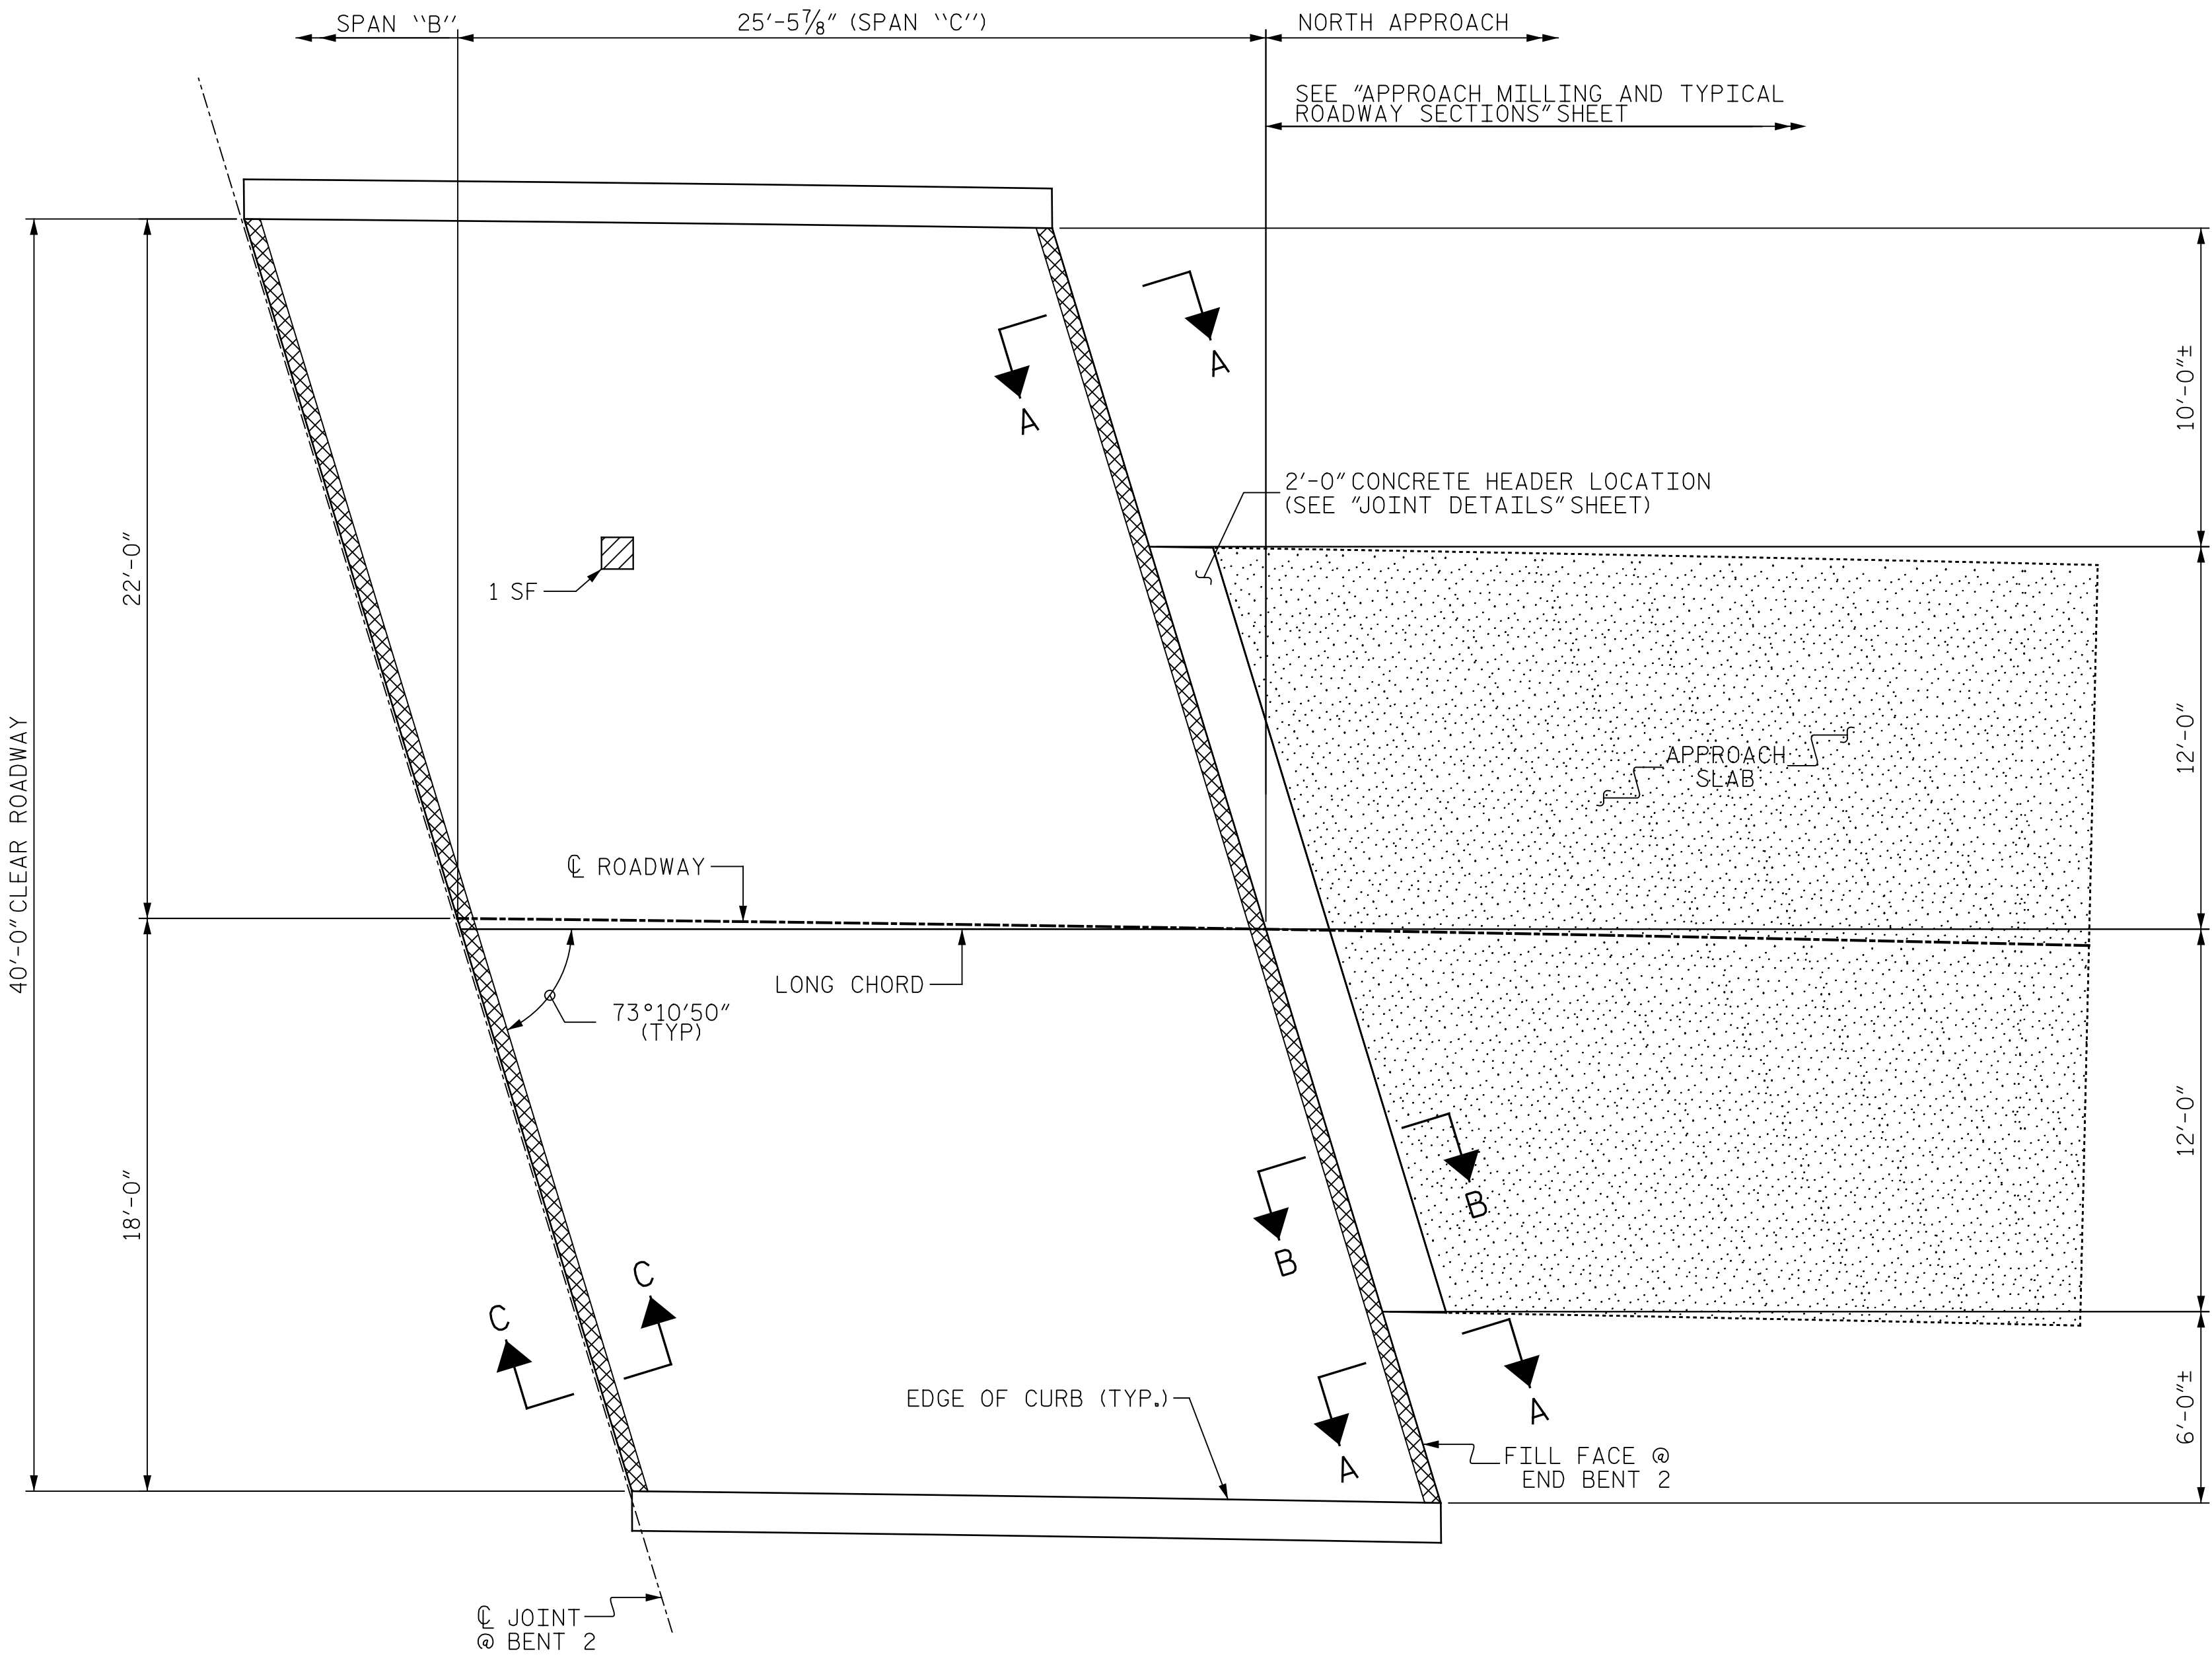 SPAN ``B''
25'-5⅞" (SPAN ``C'')
NORTH APPROACH
SEE "APPROACH MILLING AND TYPICAL
ROADWAY SECTIONS" SHEET
A
A
10'-0"±
2'-0" CONCRETE HEADER LOCATION
(SEE "JOINT DETAILS" SHEET)
22'-0"
1 SF
40'-0" CLEAR ROADWAY
12'-0"
APPROACH
SLAB
℄ ROADWAY
LONG CHORD
73°10'50"
(TYP)
12'-0"
18'-0"
B
B
C
C
EDGE OF CURB (TYP.)
A
A
6'-0"±
FILL FACE @
END BENT 2
℄ JOINT
@ BENT 2